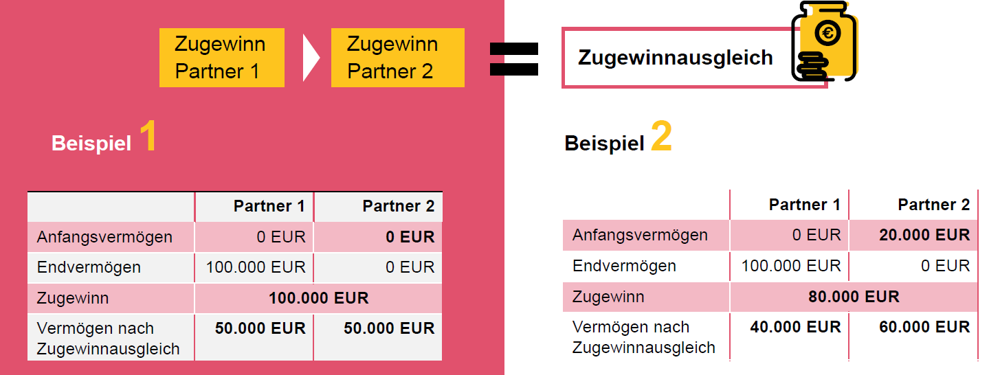 Zugewinn
Partner 1
Zugewinn
Partner 2
=
Zugewinnausgleich
€
Beispiel 1
Partner 1 Partner 2
Anfangsvermögen 0 EUR 0 EUR
Endvermögen 100.000 EUR 0 EUR
Zugewinn 100.000 EUR
Vermögen nach 50.000 EUR 50.000 EUR
Zugewinnausgleich
Beispiel 2
Partner 1 Partner 2
Anfangsvermögen 0 EUR 20.000 EUR
Endvermögen 100.000 EUR 0 EUR
Zugewinn 80.000 EUR
Vermögen nach 40.000 EUR 60.000 EUR
Zugewinnausgleich